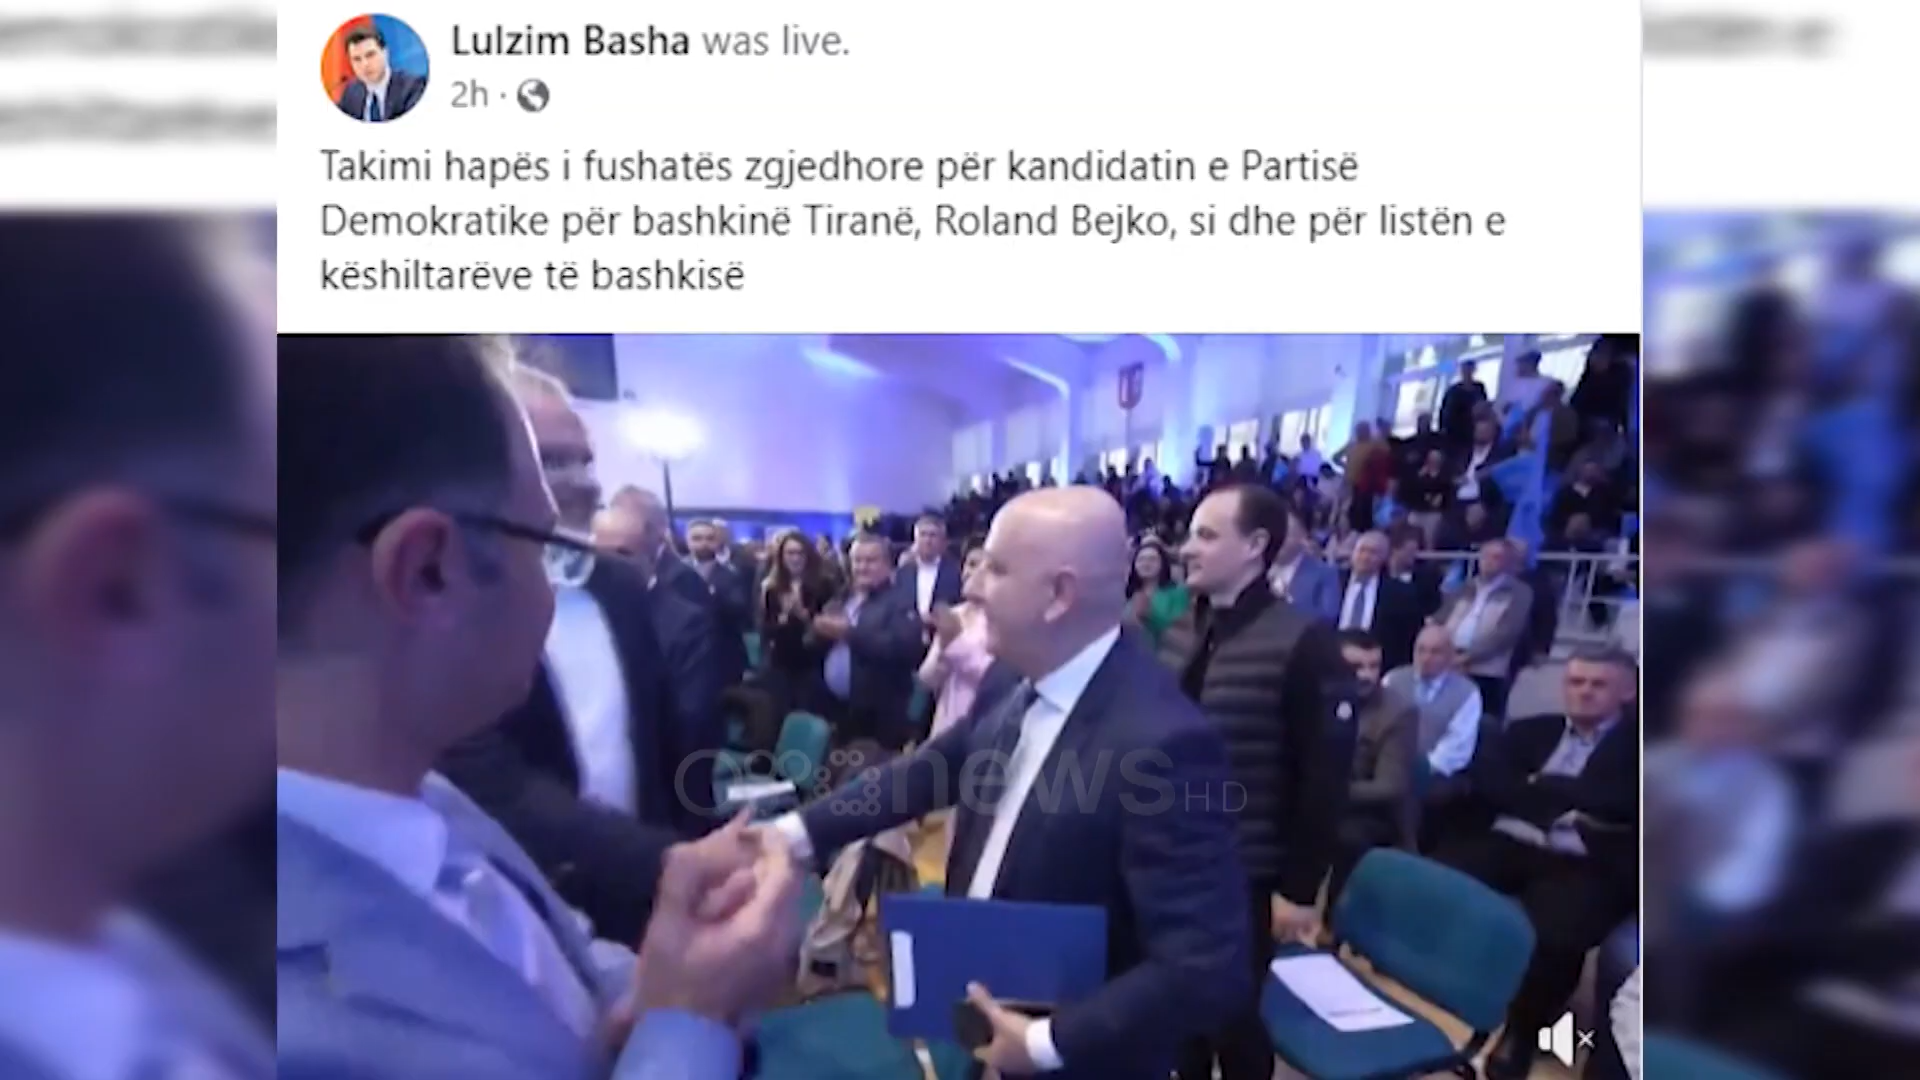 Lulzim Basha was live.
2h ·
Takimi hapës i fushatës zgjedhore për kandidatin e Partisë
Demokratike për bashkinë Tiranë, Roland Bejko, si dhe për listën e
këshiltarëve të bashkisë
news HD